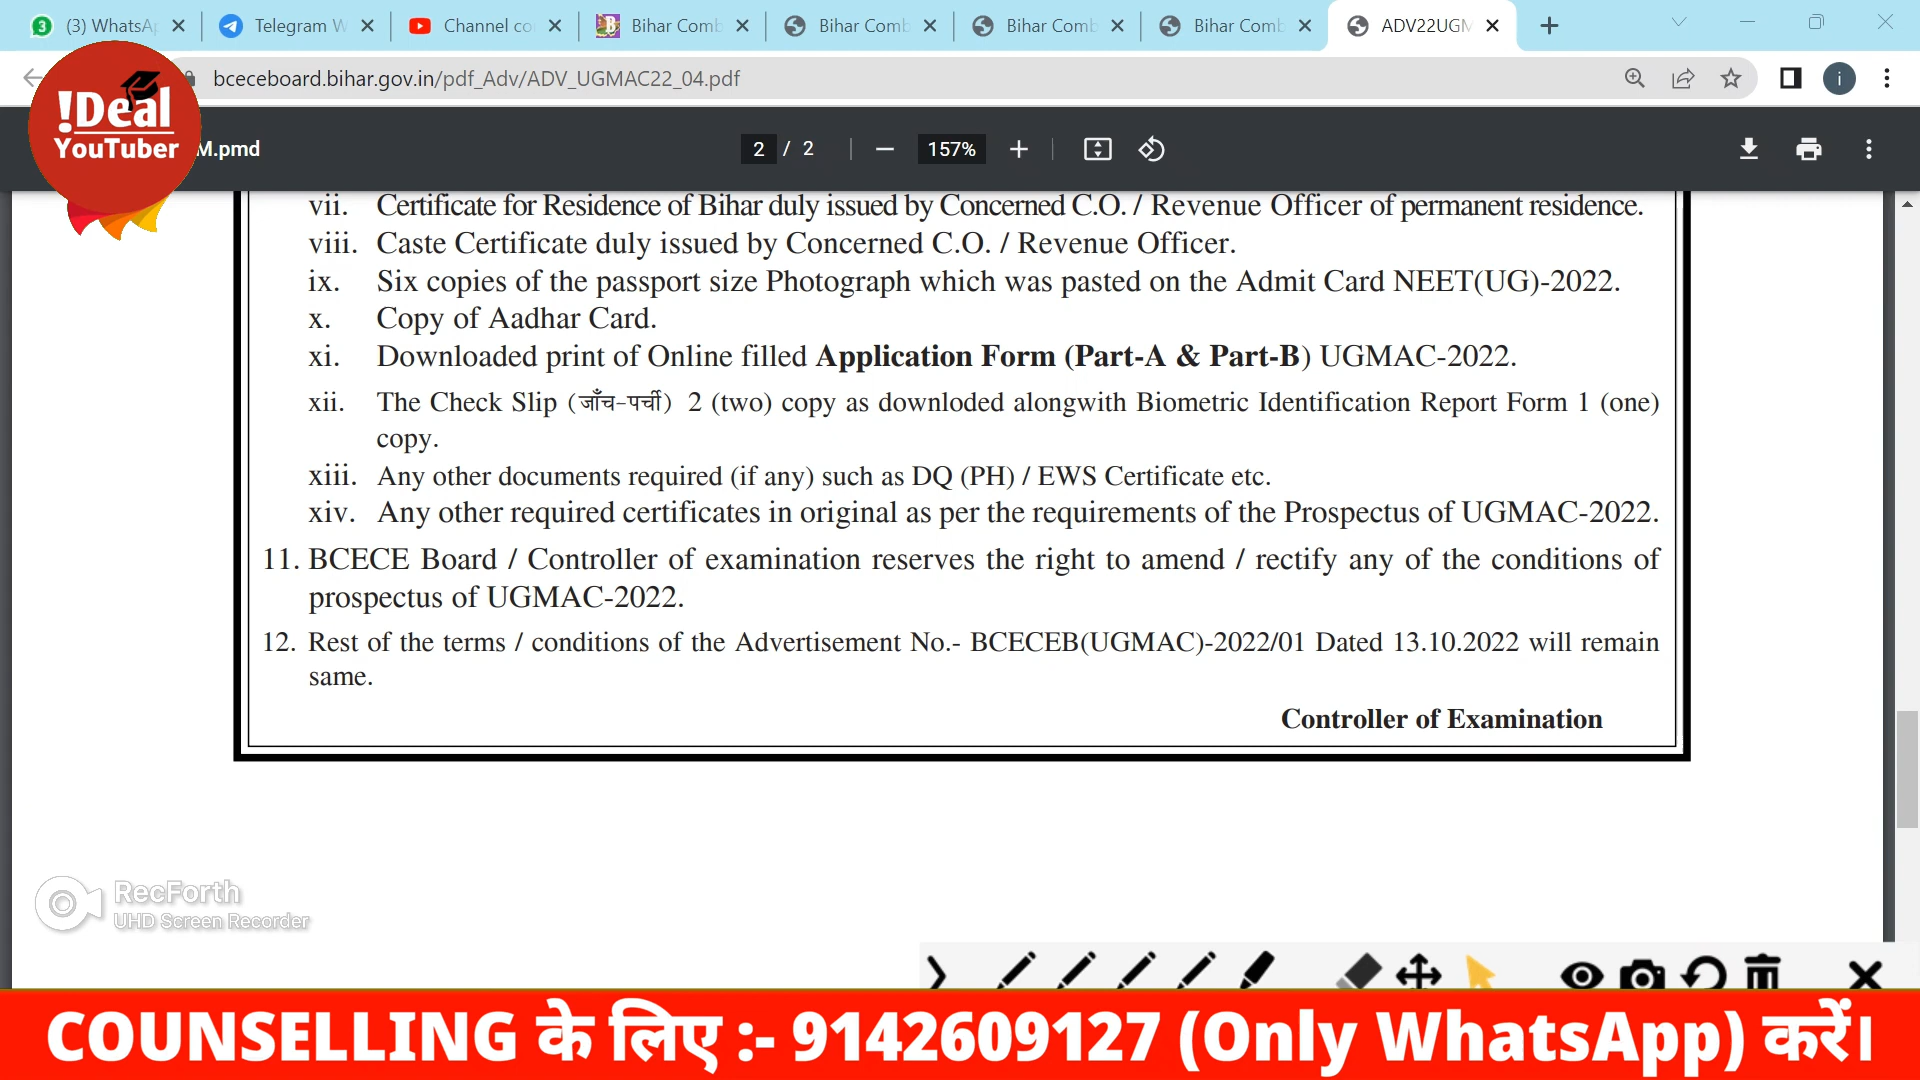 (3) WhatsA
Telegram W
Channel co
Bihar Comb
Bihar Comb
Bihar Comb
Bihar Comb
ADV22UGM
bceceboard.bihar.gov.in/pdf_Adv/ADV_UGMAC22_04.pdf
!Deal
YouTuber
M.pmd
2 / 2
157%
vii. Certificate for Residence of Bihar duly issued by Concerned C.O. / Revenue Officer of permanent residence.
viii. Caste Certificate duly issued by Concerned C.O. / Revenue Officer.
ix. Six copies of the passport size Photograph which was pasted on the Admit Card NEET(UG)-2022.
x. Copy of Aadhar Card.
xi. Downloaded print of Online filled Application Form (Part-A & Part-B) UGMAC-2022.
xii. The Check Slip (जाँच-पर्ची) 2 (two) copy as downloded alongwith Biometric Identification Report Form 1 (one)
copy.
xiii. Any other documents required (if any) such as DQ (PH) / EWS Certificate etc.
xiv. Any other required certificates in original as per the requirements of the Prospectus of UGMAC-2022.
11. BCECE Board / Controller of examination reserves the right to amend / rectify any of the conditions of
prospectus of UGMAC-2022.
12. Rest of the terms / conditions of the Advertisement No.- BCECEB(UGMAC)-2022/01 Dated 13.10.2022 will remain
same.
Controller of Examination
RecForth
UHD Screen Recorder
COUNSELLING के लिए :- 9142609127 (Only WhatsApp) करें।